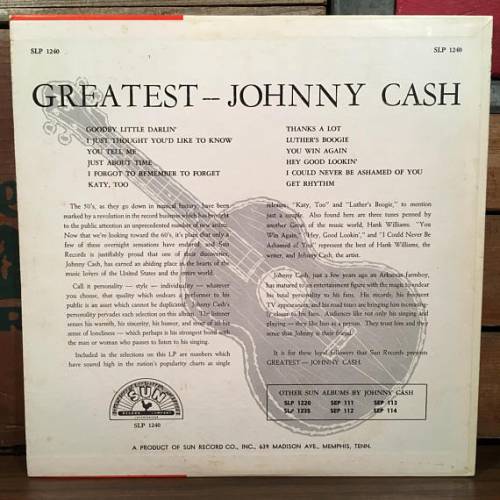 SLP 1240
SLP 1240
GREATEST — JOHNNY CASH
GOODBY LITTLE DARLIN'
I JUST THOUGHT YOU'D LIKE TO KNOW
YOU TELL ME
JUST ABOUT TIME
I FORGOT TO REMEMBER TO FORGET
KATY, TOO
THANKS A LOT
LUTHER'S BOOGIE
YOU WIN AGAIN
HEY GOOD LOOKIN'
I COULD NEVER BE ASHAMED OF YOU
GET RHYTHM
The 50's, as they go down in musical history, have been
marked by a revolution in the record business which has brought
to the public attention an unprecedented number of new artists.
Now that we're looking toward the 60's, it's plain that only a
few of these overnight sensations have endured, and Sun
Records is justifiably proud that one of their discoveries,
Johnny Cash, has earned an abiding place in the hearts of the
music lovers of the United States and the entire world.
Call it personality — style — individuality — whatever
you choose, that quality which endears a performer to his
public is an asset which cannot be duplicated. Johnny Cash's
personality pervades each selection on this album. The listener
senses his warmth, his sincerity, his humor, and most of all his
sense of loneliness — which perhaps is his strongest bond with
the man or woman who pauses to listen to his singing.
Included in the selections on this LP are numbers which
have soared high in the nation's popularity charts as single
releases, "Katy, Too" and "Luther's Boogie," to mention
just a couple. Also found here are three tunes penned by
another Great of the music world, Hank Williams. "You
Win Again," "Hey, Good Lookin'," and "I Could Never Be
Ashamed of You" represent the best of Hank Williams, the
writer, and Johnny Cash, the artist.
Johnny Cash, just a few years ago an Arkansas farmboy,
has matured to an entertainment figure with the magic to endear
his total personality to his fans. His records, his frequent
TV appearances, and his road tours are bringing him increasing-
ly closer to his fans. Audiences like not only his singing and
playing — they like him as a person. They trust him and they
sense that Johnny is their friend.
It is for these loyal followers that Sun Records presents
GREATEST — JOHNNY CASH.
SUN
RECORD COMPANY
SLP 1240
OTHER SUN ALBUMS BY JOHNNY CASH
SLP 1220 SEP 111 SEP 113
SLP 1235 SEP 112 SEP 114
A PRODUCT OF SUN RECORD CO., INC., 639 MADISON AVE., MEMPHIS, TENN.